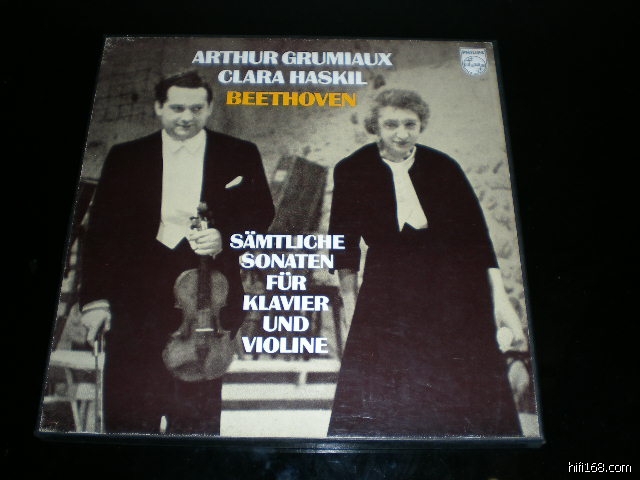 ARTHUR GRUMIAUX
CLARA HASKIL
BEETHOVEN
PHILIPS
SÄMTLICHE
SONATEN
FÜR
KLAVIER
UND
VIOLINE
hifi168.com